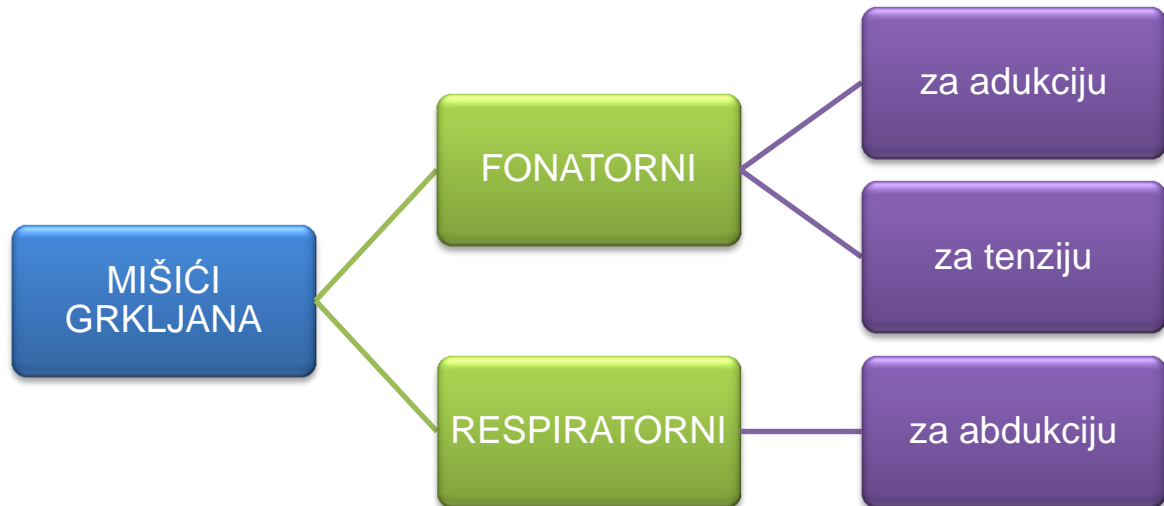 MIŠIĆI
GRKLJANA
FONATORNI
za adukciju
za tenziju
RESPIRATORNI
za abdukciju